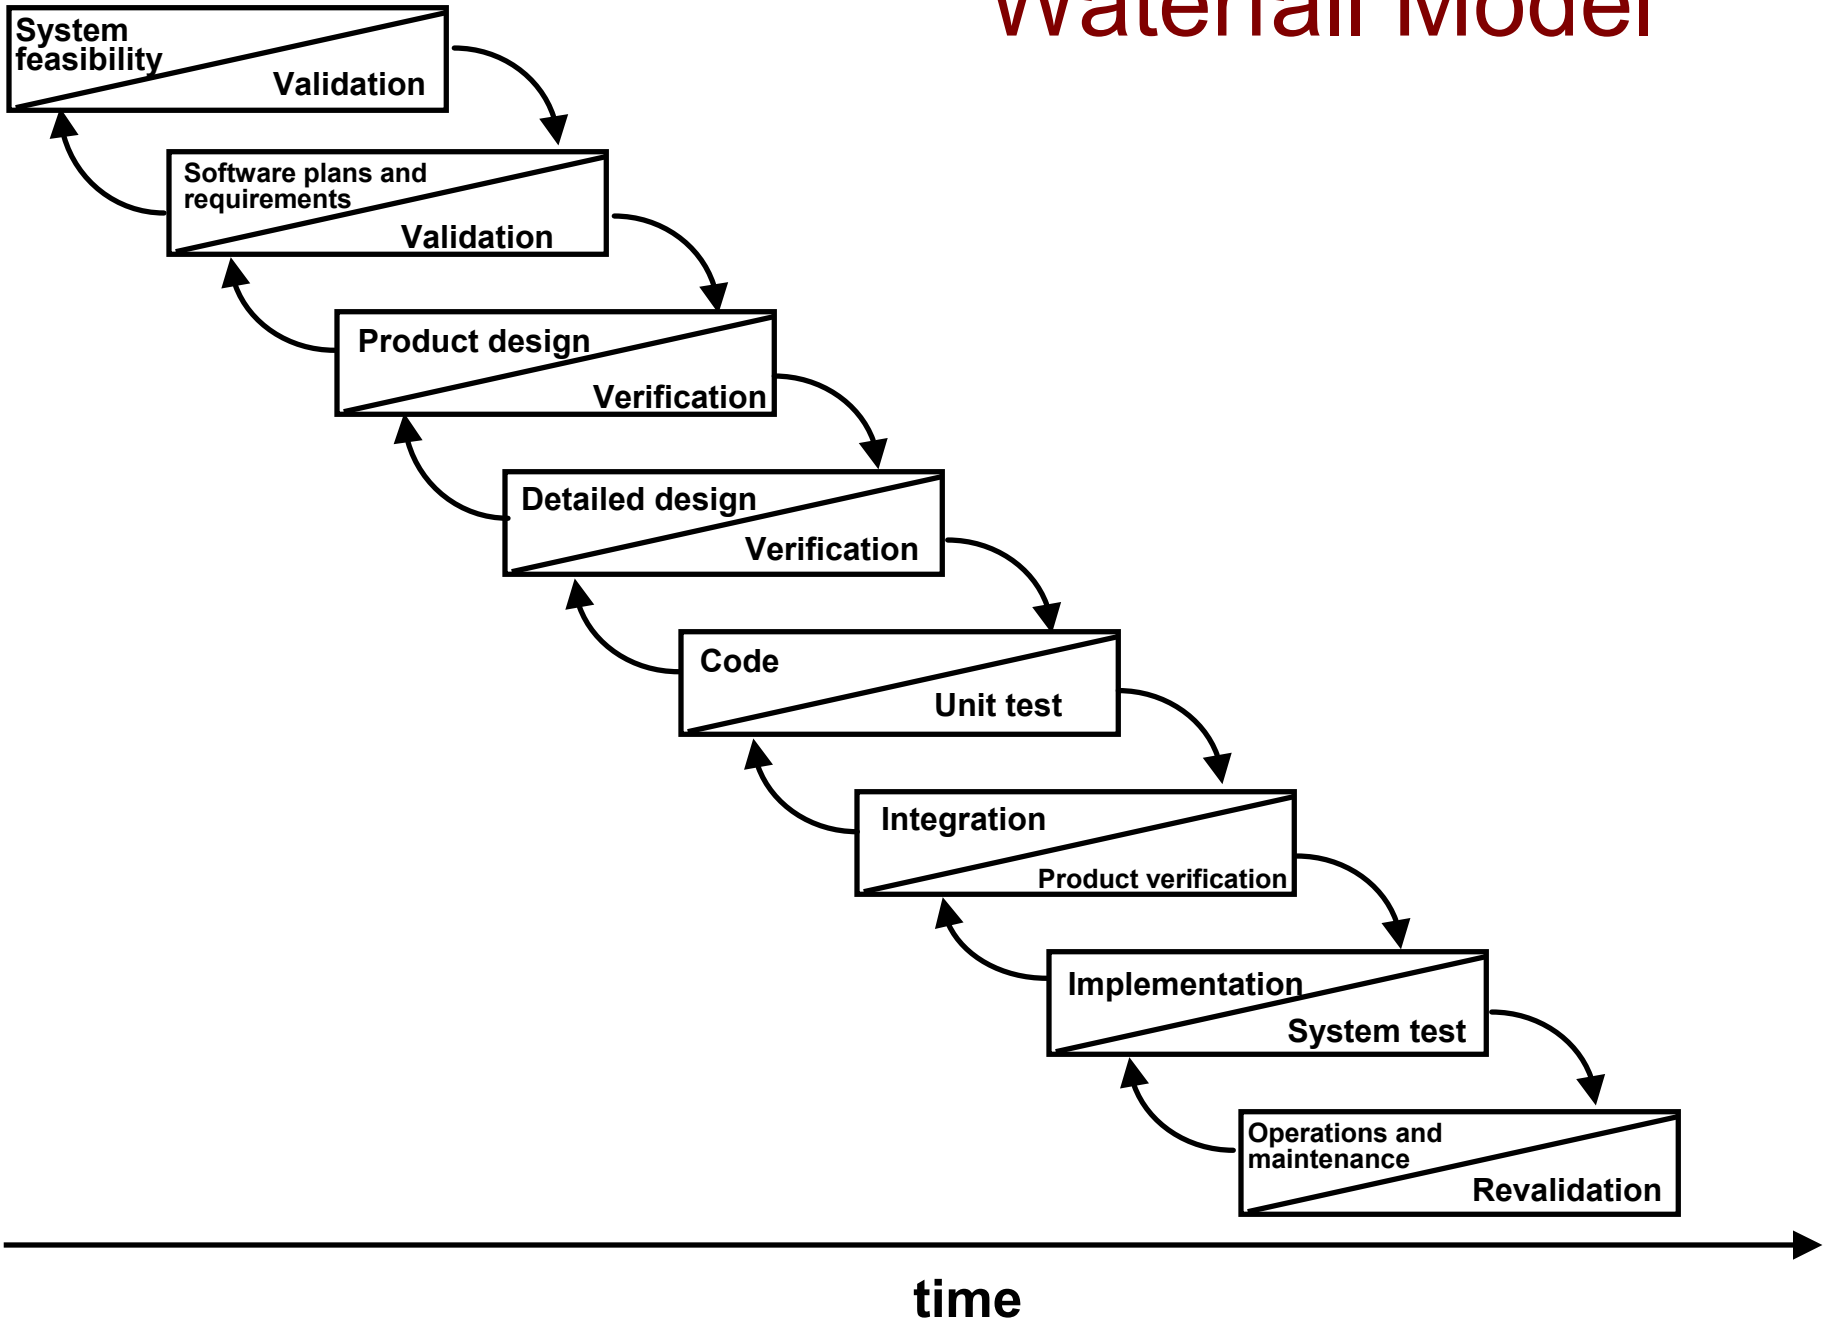 Waterfall Model
System
feasibility
Validation
Software plans and
requirements
Validation
Product design
Verification
Detailed design
Verification
Code
Unit test
Integration
Product verification
Implementation
System test
Operations and
maintenance
Revalidation
time